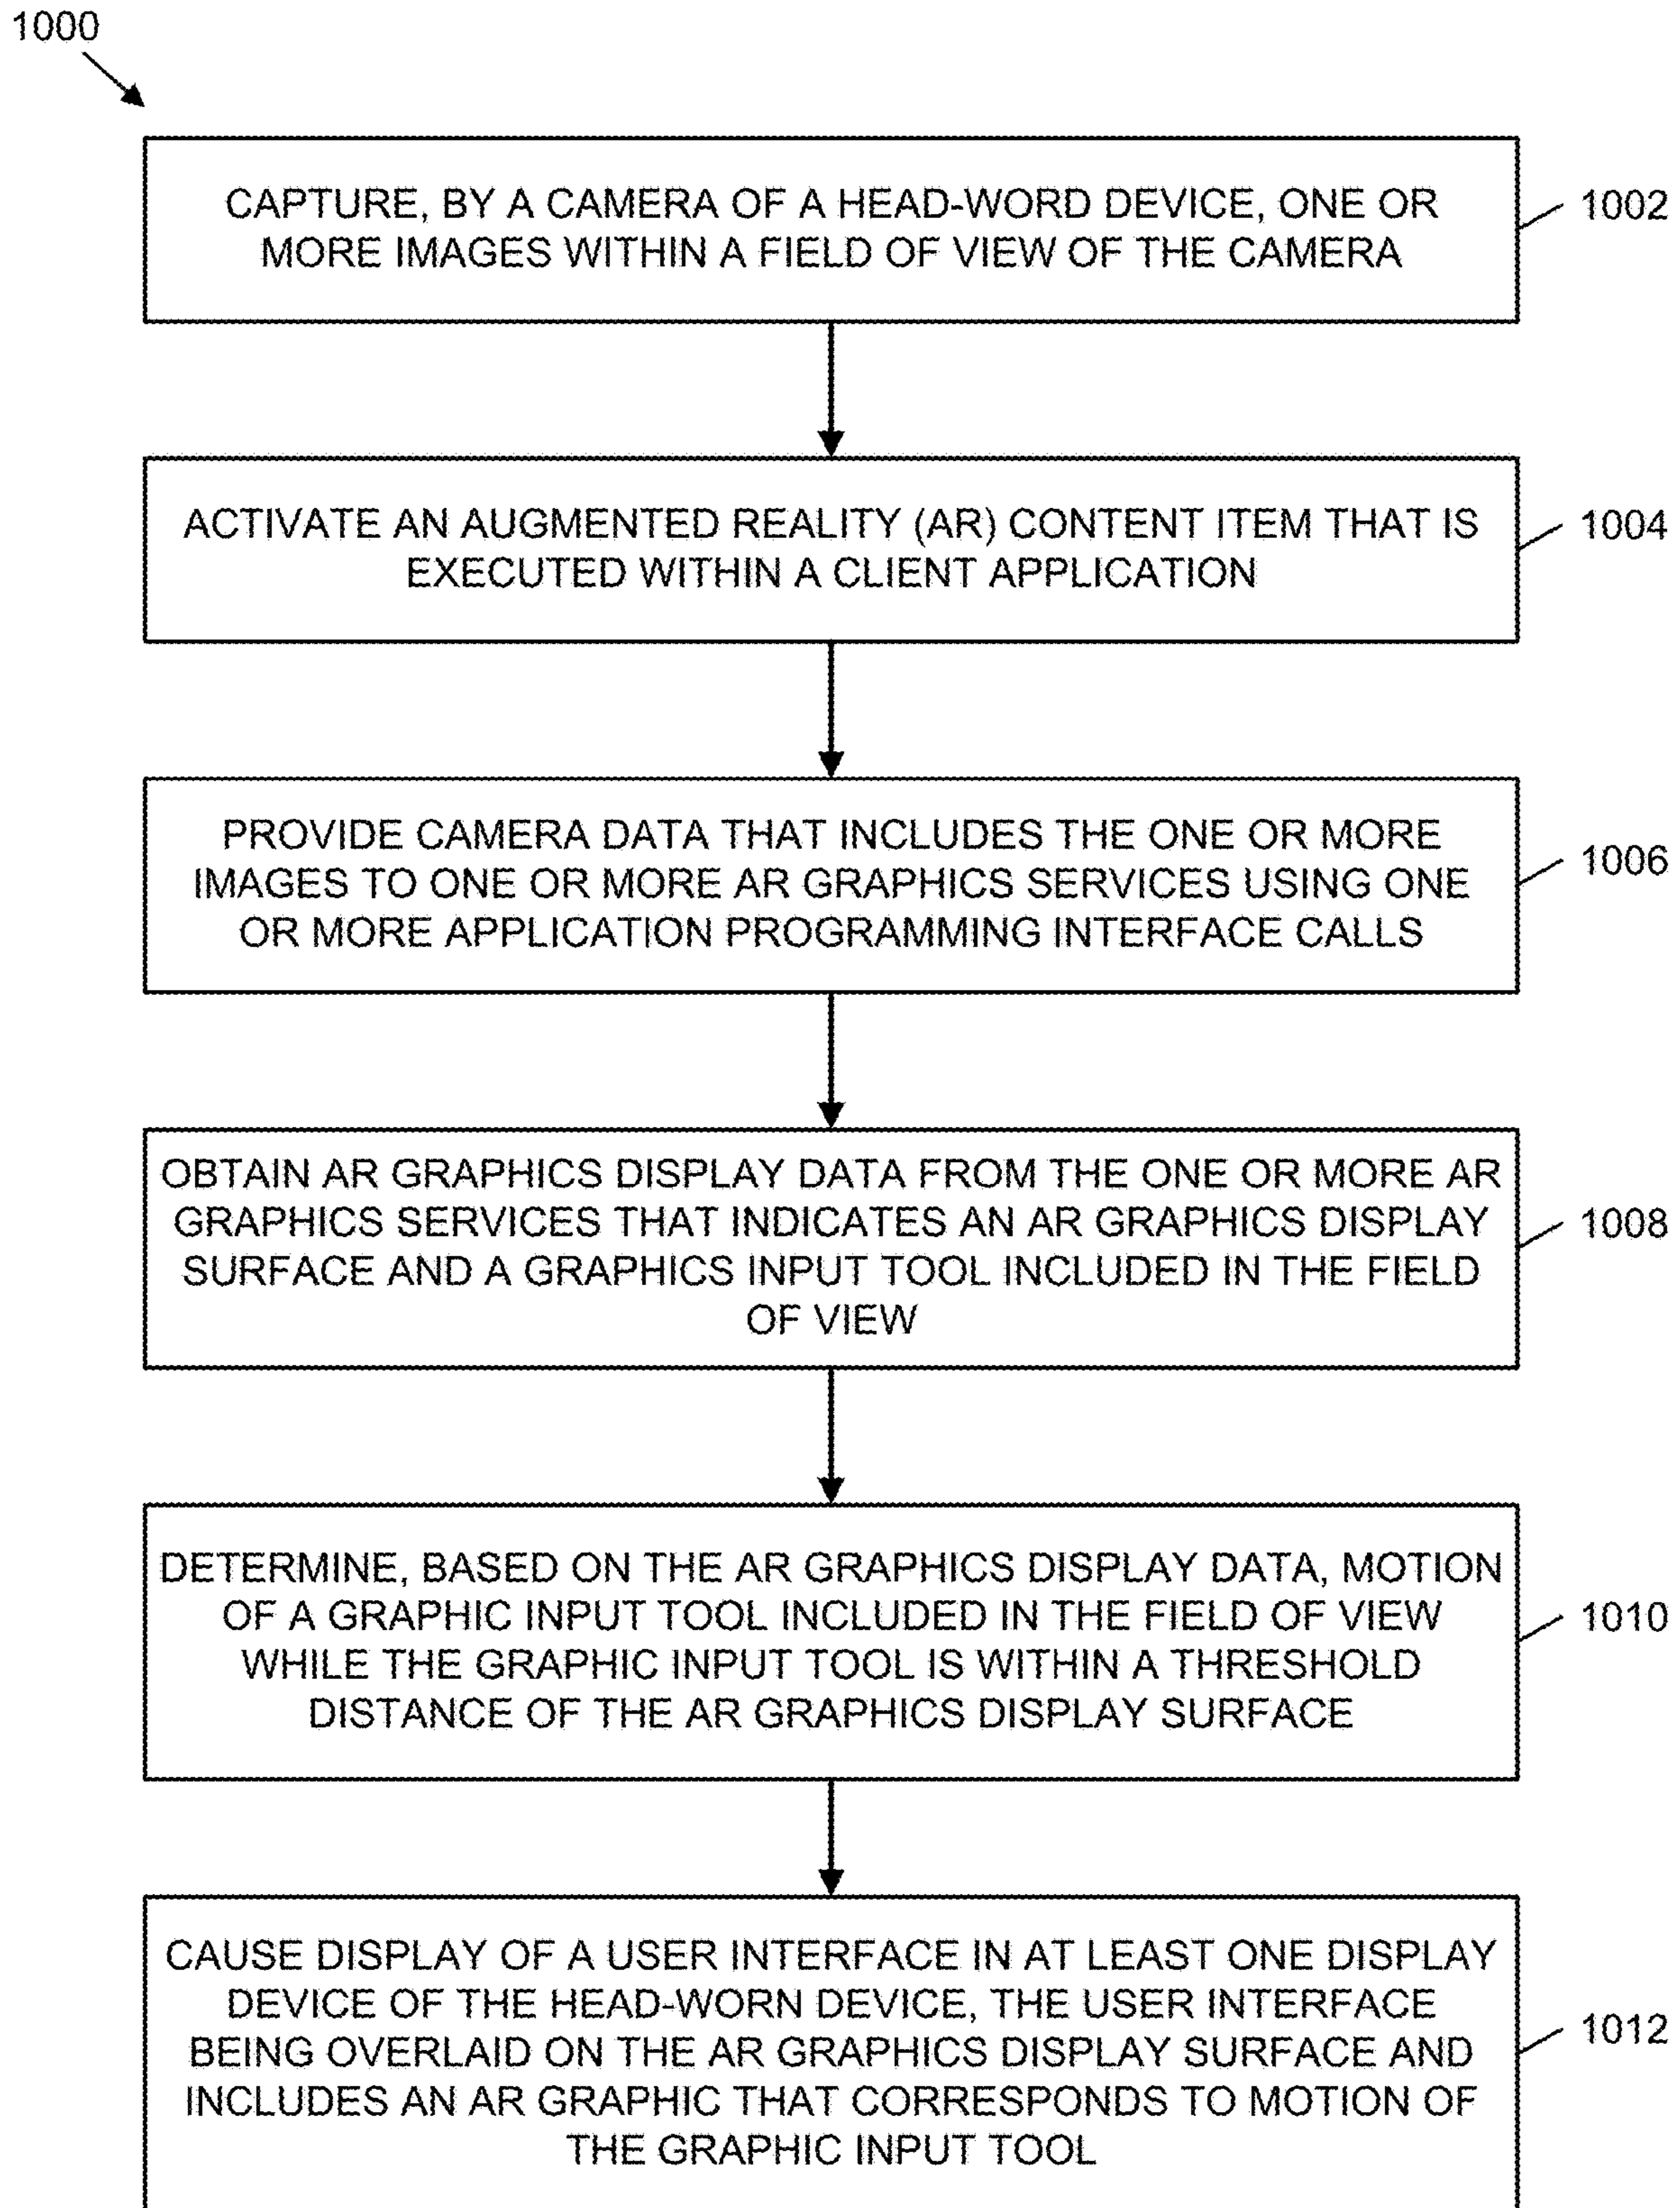 1000
CAPTURE, BY A CAMERA OF A HEAD-WORD DEVICE, ONE OR
MORE IMAGES WITHIN A FIELD OF VIEW OF THE CAMERA
1002
ACTIVATE AN AUGMENTED REALITY (AR) CONTENT ITEM THAT IS
EXECUTED WITHIN A CLIENT APPLICATION
1004
PROVIDE CAMERA DATA THAT INCLUDES THE ONE OR MORE
IMAGES TO ONE OR MORE AR GRAPHICS SERVICES USING ONE
OR MORE APPLICATION PROGRAMMING INTERFACE CALLS
1006
OBTAIN AR GRAPHICS DISPLAY DATA FROM THE ONE OR MORE AR
GRAPHICS SERVICES THAT INDICATES AN AR GRAPHICS DISPLAY
SURFACE AND A GRAPHICS INPUT TOOL INCLUDED IN THE FIELD
OF VIEW
1008
DETERMINE, BASED ON THE AR GRAPHICS DISPLAY DATA, MOTION
OF A GRAPHIC INPUT TOOL INCLUDED IN THE FIELD OF VIEW
WHILE THE GRAPHIC INPUT TOOL IS WITHIN A THRESHOLD
DISTANCE OF THE AR GRAPHICS DISPLAY SURFACE
1010
CAUSE DISPLAY OF A USER INTERFACE IN AT LEAST ONE DISPLAY
DEVICE OF THE HEAD-WORN DEVICE, THE USER INTERFACE
BEING OVERLAID ON THE AR GRAPHICS DISPLAY SURFACE AND
INCLUDES AN AR GRAPHIC THAT CORRESPONDS TO MOTION OF
THE GRAPHIC INPUT TOOL
1012